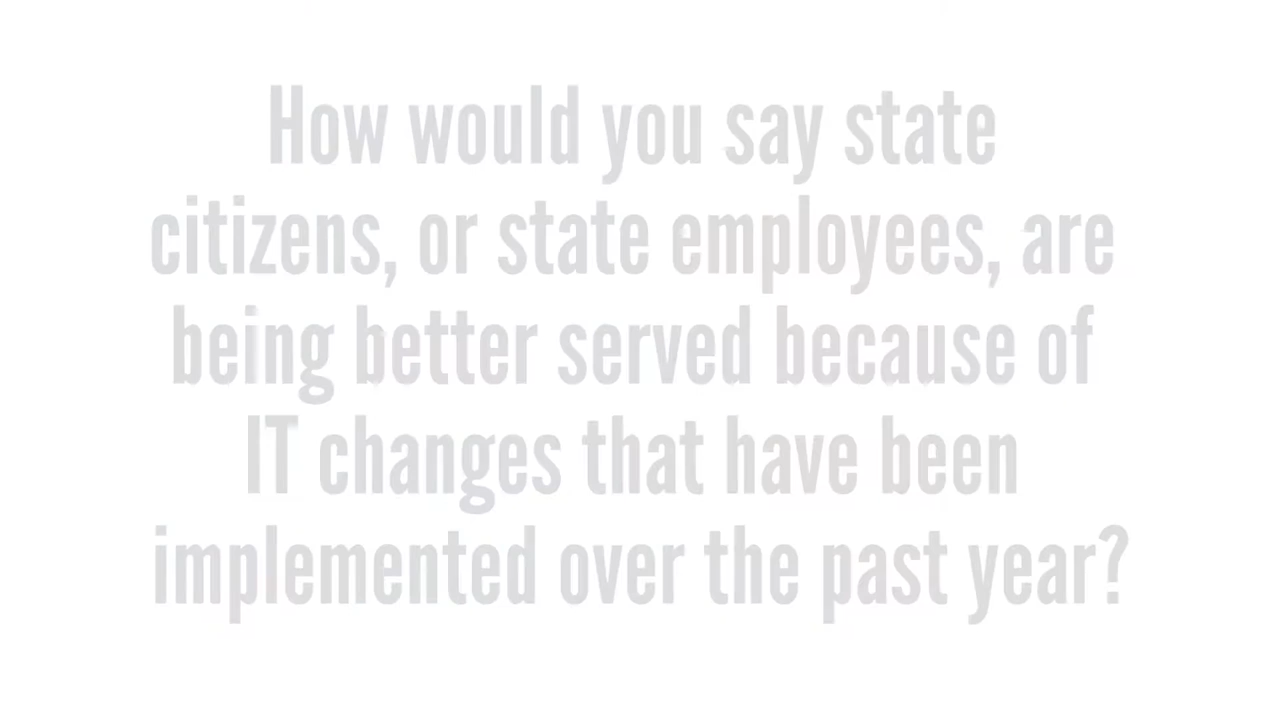 How would you say state
citizens, or state employees, are
being better served because of
IT changes that have been
implemented over the past year?